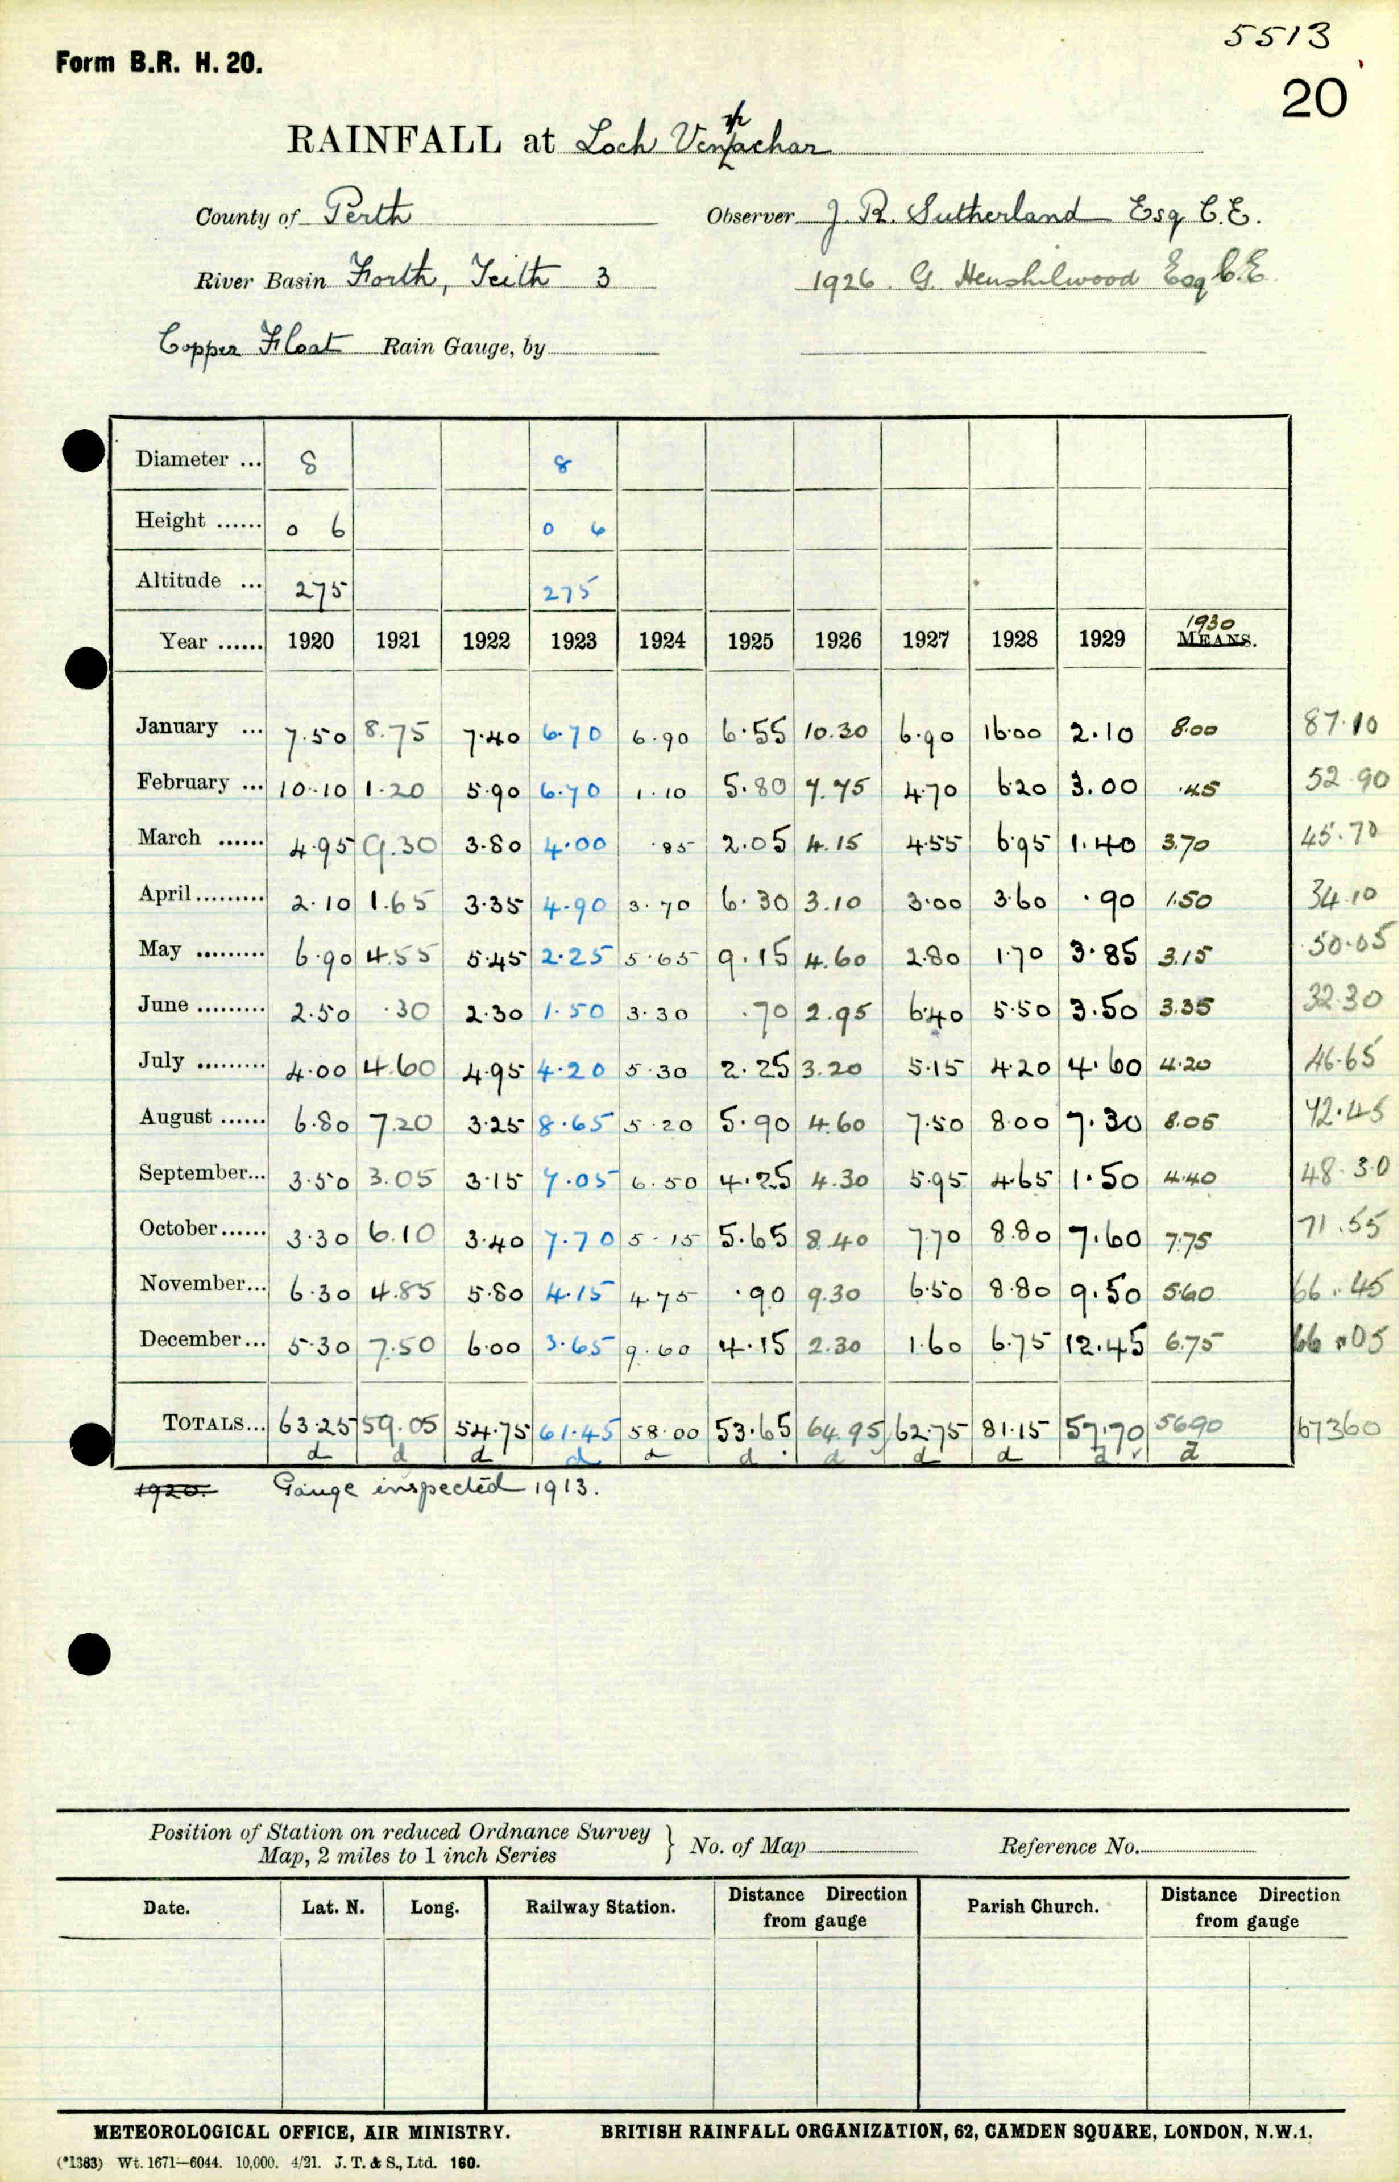 5513
Form B.R. H. 20.
20
RAINFALL at Loch Venachar
County of Perth Observer J. R. Sutherland Esq C.E.
River Basin Forth, Teith 3 1926. G. Henshilwood Esq C.E.
Copper Float Rain Gauge, by
Diameter ... 8 8
Height ...... 0 6 0 6
Altitude ... 275 275
1930
Year ...... 1920 1921 1922 1923 1924 1925 1926 1927 1928 1929 MEANS.
January ... 7.50 8.75 7.40 6.70 6.90 6.55 10.30 6.90 16.00 2.10 8.00 87.10
February ... 10.10 1.20 5.90 6.70 1.10 5.80 7.75 4.70 6.20 3.00 .45 52.90
March ...... 4.95 9.30 3.80 4.00 .85 2.05 4.15 4.55 6.95 1.40 3.70 45.70
April ......... 2.10 1.65 3.35 4.90 3.70 6.30 3.10 3.00 3.60 .90 1.50 34.10
May ......... 6.90 4.55 5.45 2.25 5.65 9.15 4.60 2.80 1.70 3.85 3.15 50.05
June ......... 2.50 .30 2.30 1.50 3.30 .70 2.95 6.40 5.50 3.50 3.35 32.30
July ......... 4.00 4.60 4.95 4.20 5.30 2.25 3.20 5.15 4.20 4.60 4.20 46.65
August ...... 6.80 7.20 3.25 8.65 5.20 5.90 4.60 7.50 8.00 7.30 8.05 72.45
September... 3.50 3.05 3.15 7.05 6.50 4.25 4.30 5.95 4.65 1.50 4.40 48.30
October...... 3.30 6.10 3.40 7.70 5.15 5.65 8.40 7.70 8.80 7.60 7.75 71.55
November... 6.30 4.85 5.80 4.15 4.75 .90 9.30 6.50 8.80 9.50 5.60 66.45
December... 5.30 7.50 6.00 3.65 9.60 4.15 2.30 1.60 6.75 12.45 6.75 66.05
TOTALS... 63.25 59.05 54.75 61.45 58.00 53.65 64.95 62.75 81.15 57.70 56.90 67360
d d d d d d d d d d d
1920. Gauge inspected 1913.
Position of Station on reduced Ordnance Survey
Map, 2 miles to 1 inch Series } No. of Map Reference No.
Date. Lat. N. Long. Railway Station. Distance Direction from gauge Parish Church. Distance Direction from gauge
METEOROLOGICAL OFFICE, AIR MINISTRY. BRITISH RAINFALL ORGANIZATION, 62, CAMDEN SQUARE, LONDON, N.W.1.
(*1383) Wt. 1671—6044. 10,000. 4/21. J. T. & S., Ltd. 160.